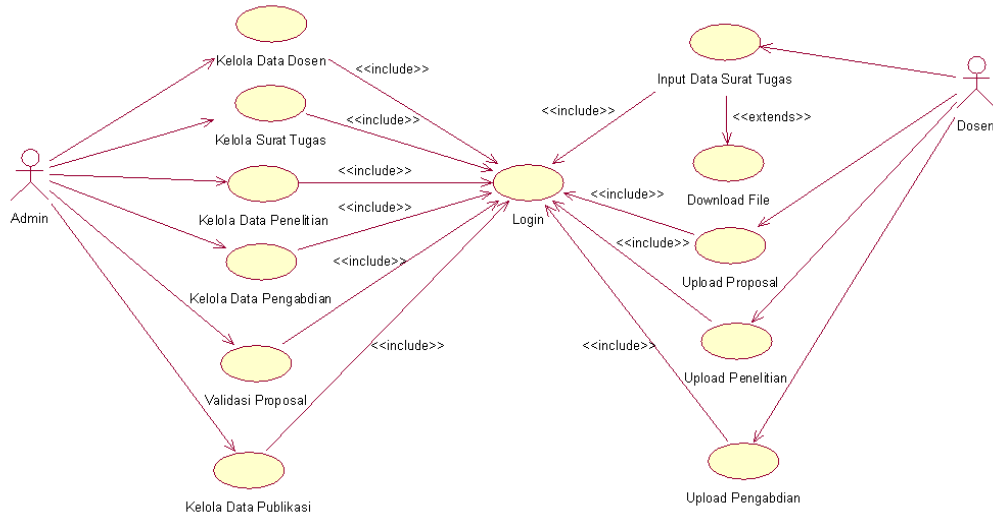 Kelola Data Dosen
<<include>>
Input Data Surat Tugas
<<include>>
<<extends>>
Dosen
<<include>>
Kelola Surat Tugas
<<include>>
Download File
<<include>>
Admin
Kelola Data Penelitian
Login
<<include>>
<<include>>
Upload Proposal
Kelola Data Pengabdian
<<include>>
<<include>>
<<include>>
Upload Penelitian
Validasi Proposal
Kelola Data Publikasi
Upload Pengabdian